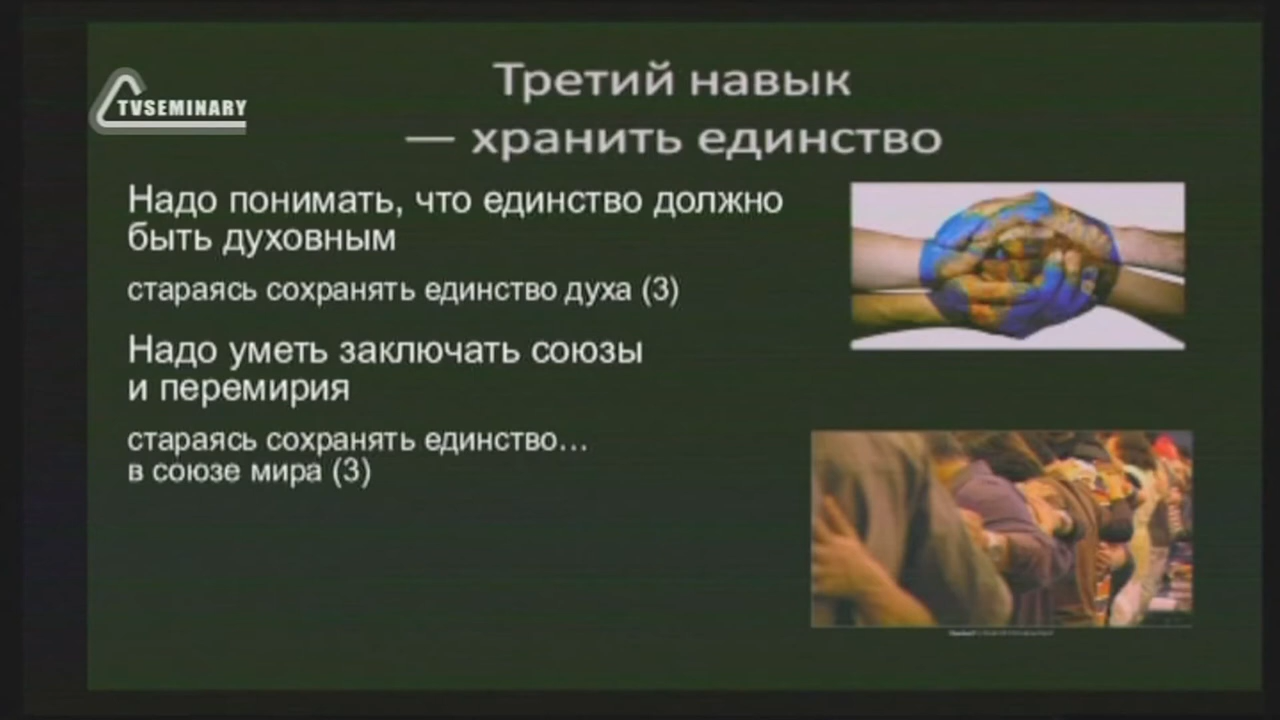 TVSEMINARY
Третий навык
— хранить единство
Надо понимать, что единство должно
быть духовным
стараясь сохранять единство духа (3)
Надо уметь заключать союзы
и перемирия
стараясь сохранять единство...
в союзе мира (3)